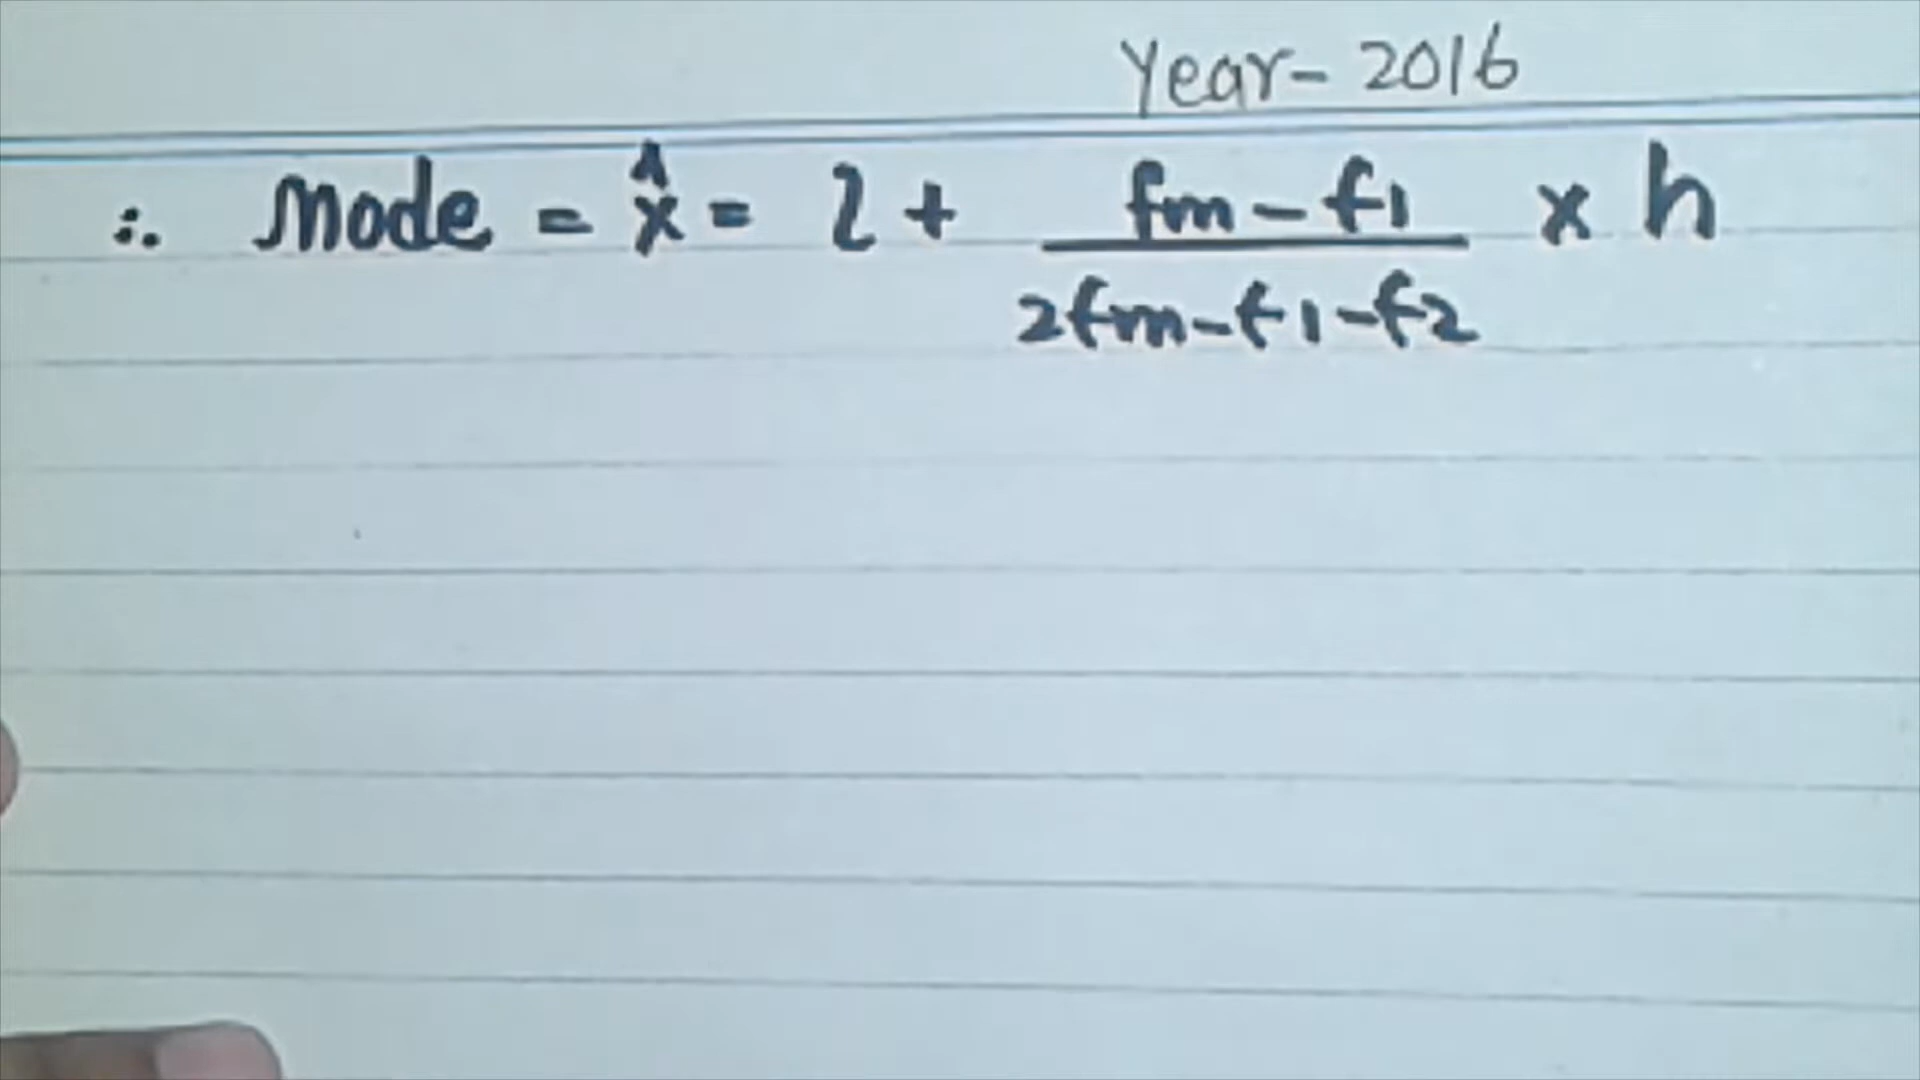 Year- 2016
∴ Mode = x̂ = l + fm-f1 × h
2fm-f1-f2